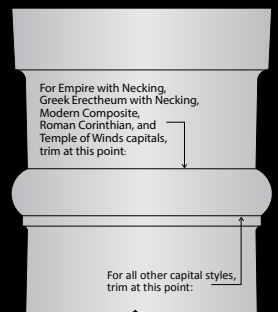 For Empire with Necking,
Greek Erectheum with Necking,
Modern Composite,
Roman Corinthian, and
Temple of Winds capitals,
trim at this point:
For all other capital styles,
trim at this point: